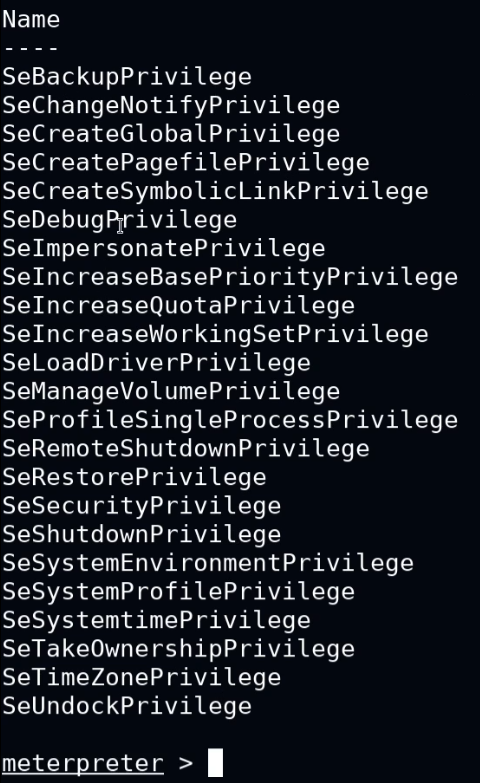 Name
----
SeBackupPrivilege
SeChangeNotifyPrivilege
SeCreateGlobalPrivilege
SeCreatePagefilePrivilege
SeCreateSymbolicLinkPrivilege
SeDebugPrivilege
SeImpersonatePrivilege
SeIncreaseBasePriorityPrivilege
SeIncreaseQuotaPrivilege
SeIncreaseWorkingSetPrivilege
SeLoadDriverPrivilege
SeManageVolumePrivilege
SeProfileSingleProcessPrivilege
SeRemoteShutdownPrivilege
SeRestorePrivilege
SeSecurityPrivilege
SeShutdownPrivilege
SeSystemEnvironmentPrivilege
SeSystemProfilePrivilege
SeSystemtimePrivilege
SeTakeOwnershipPrivilege
SeTimeZonePrivilege
SeUndockPrivilege
meterpreter >